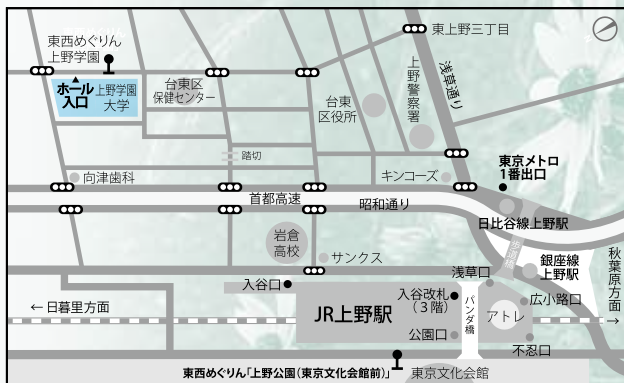 東上野三丁目
東西めぐりん
上野学園
ホール
入口
上野学園
大学
台東区
保健センター
台東
区役所
上野警察署
浅草通り
踏切
向津歯科
キンコーズ
東京メトロ
1番出口
首都高速
昭和通り
日比谷線上野駅
岩倉
高校
サンクス
歩道橋
銀座線
上野駅
秋葉原方面→
浅草口
入谷口
入谷改札
(3階)
パンダ橋
広小路口
アトレ
←日暮里方面
JR上野駅
公園口
不忍口
東西めぐりん「上野公園(東京文化会館前)」
東京文化会館